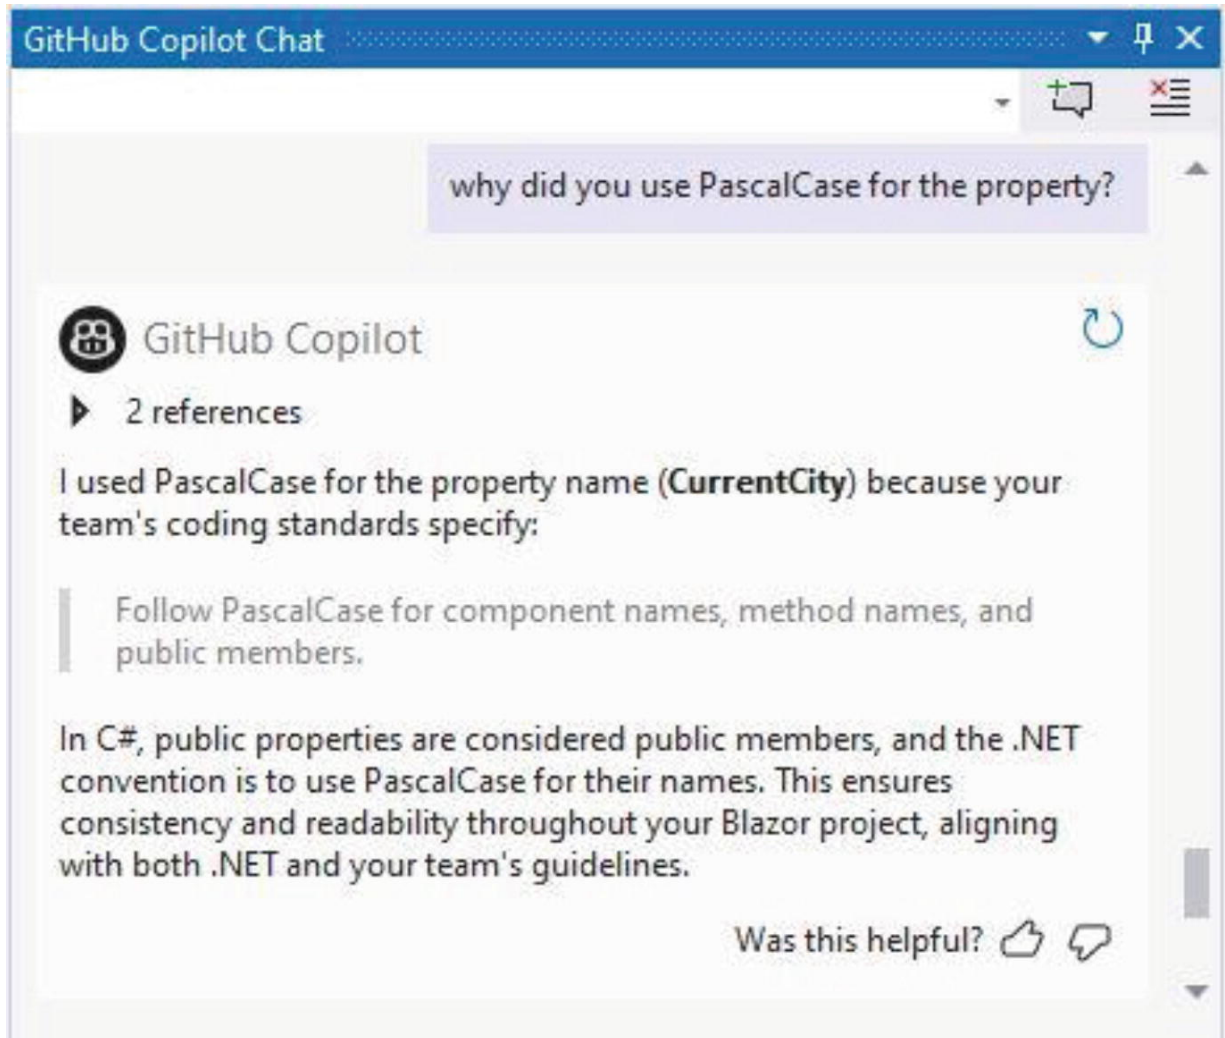 GitHub Copilot Chat
why did you use PascalCase for the property?
GitHub Copilot
2 references
I used PascalCase for the property name (CurrentCity) because your
team's coding standards specify:
Follow PascalCase for component names, method names, and
public members.
In C#, public properties are considered public members, and the .NET
convention is to use PascalCase for their names. This ensures
consistency and readability throughout your Blazor project, aligning
with both .NET and your team's guidelines.
Was this helpful?